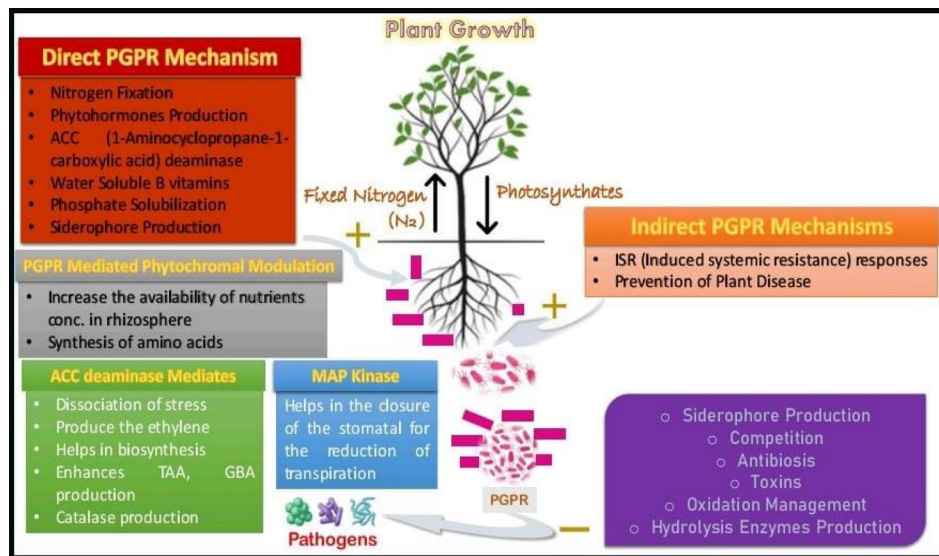 Plant Growth
Direct PGPR Mechanism
• Nitrogen Fixation
• Phytohormones Production
• ACC (1-Aminocyclopropane-1-
carboxylic acid) deaminase
• Water Soluble B vitamins
• Phosphate Solubilization
• Siderophore Production
Fixed Nitrogen
(N2)
Photosynthates
+
Indirect PGPR Mechanisms
• ISR (Induced systemic resistance) responses
• Prevention of Plant Disease
+
PGPR Mediated Phytochromal Modulation
• Increase the availability of nutrients
conc. in rhizosphere
• Synthesis of amino acids
ACC deaminase Mediates
• Dissociation of stress
• Produce the ethylene
• Helps in biosynthesis
• Enhances TAA, GBA
production
• Catalase production
MAP Kinase
Helps in the closure
of the stomatal for
the reduction of
transpiration
PGPR
Pathogens
−
○ Siderophore Production
○ Competition
○ Antibiosis
○ Toxins
○ Oxidation Management
○ Hydrolysis Enzymes Production